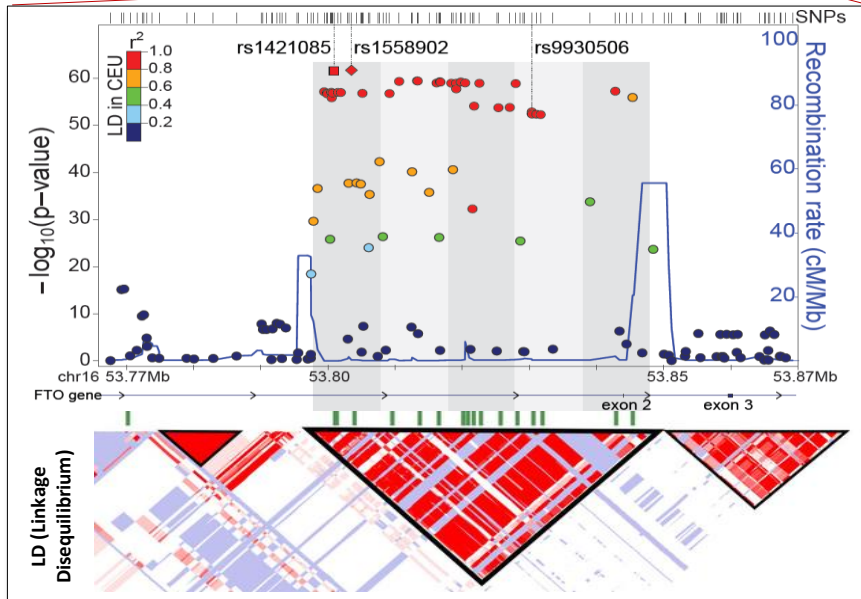 SNPs
rs1421085
rs1558902
rs9930506
r2
1.0
0.8
0.6
0.4
0.2
LD in CEU
60
50
40
30
20
10
0
−log10(p−value)
100
80
60
40
20
Recombination rate (cM/Mb)
chr16 53.77Mb
53.80
53.85
53.87Mb
FTO gene
exon 2
exon 3
LD (Linkage
Disequilibrium)